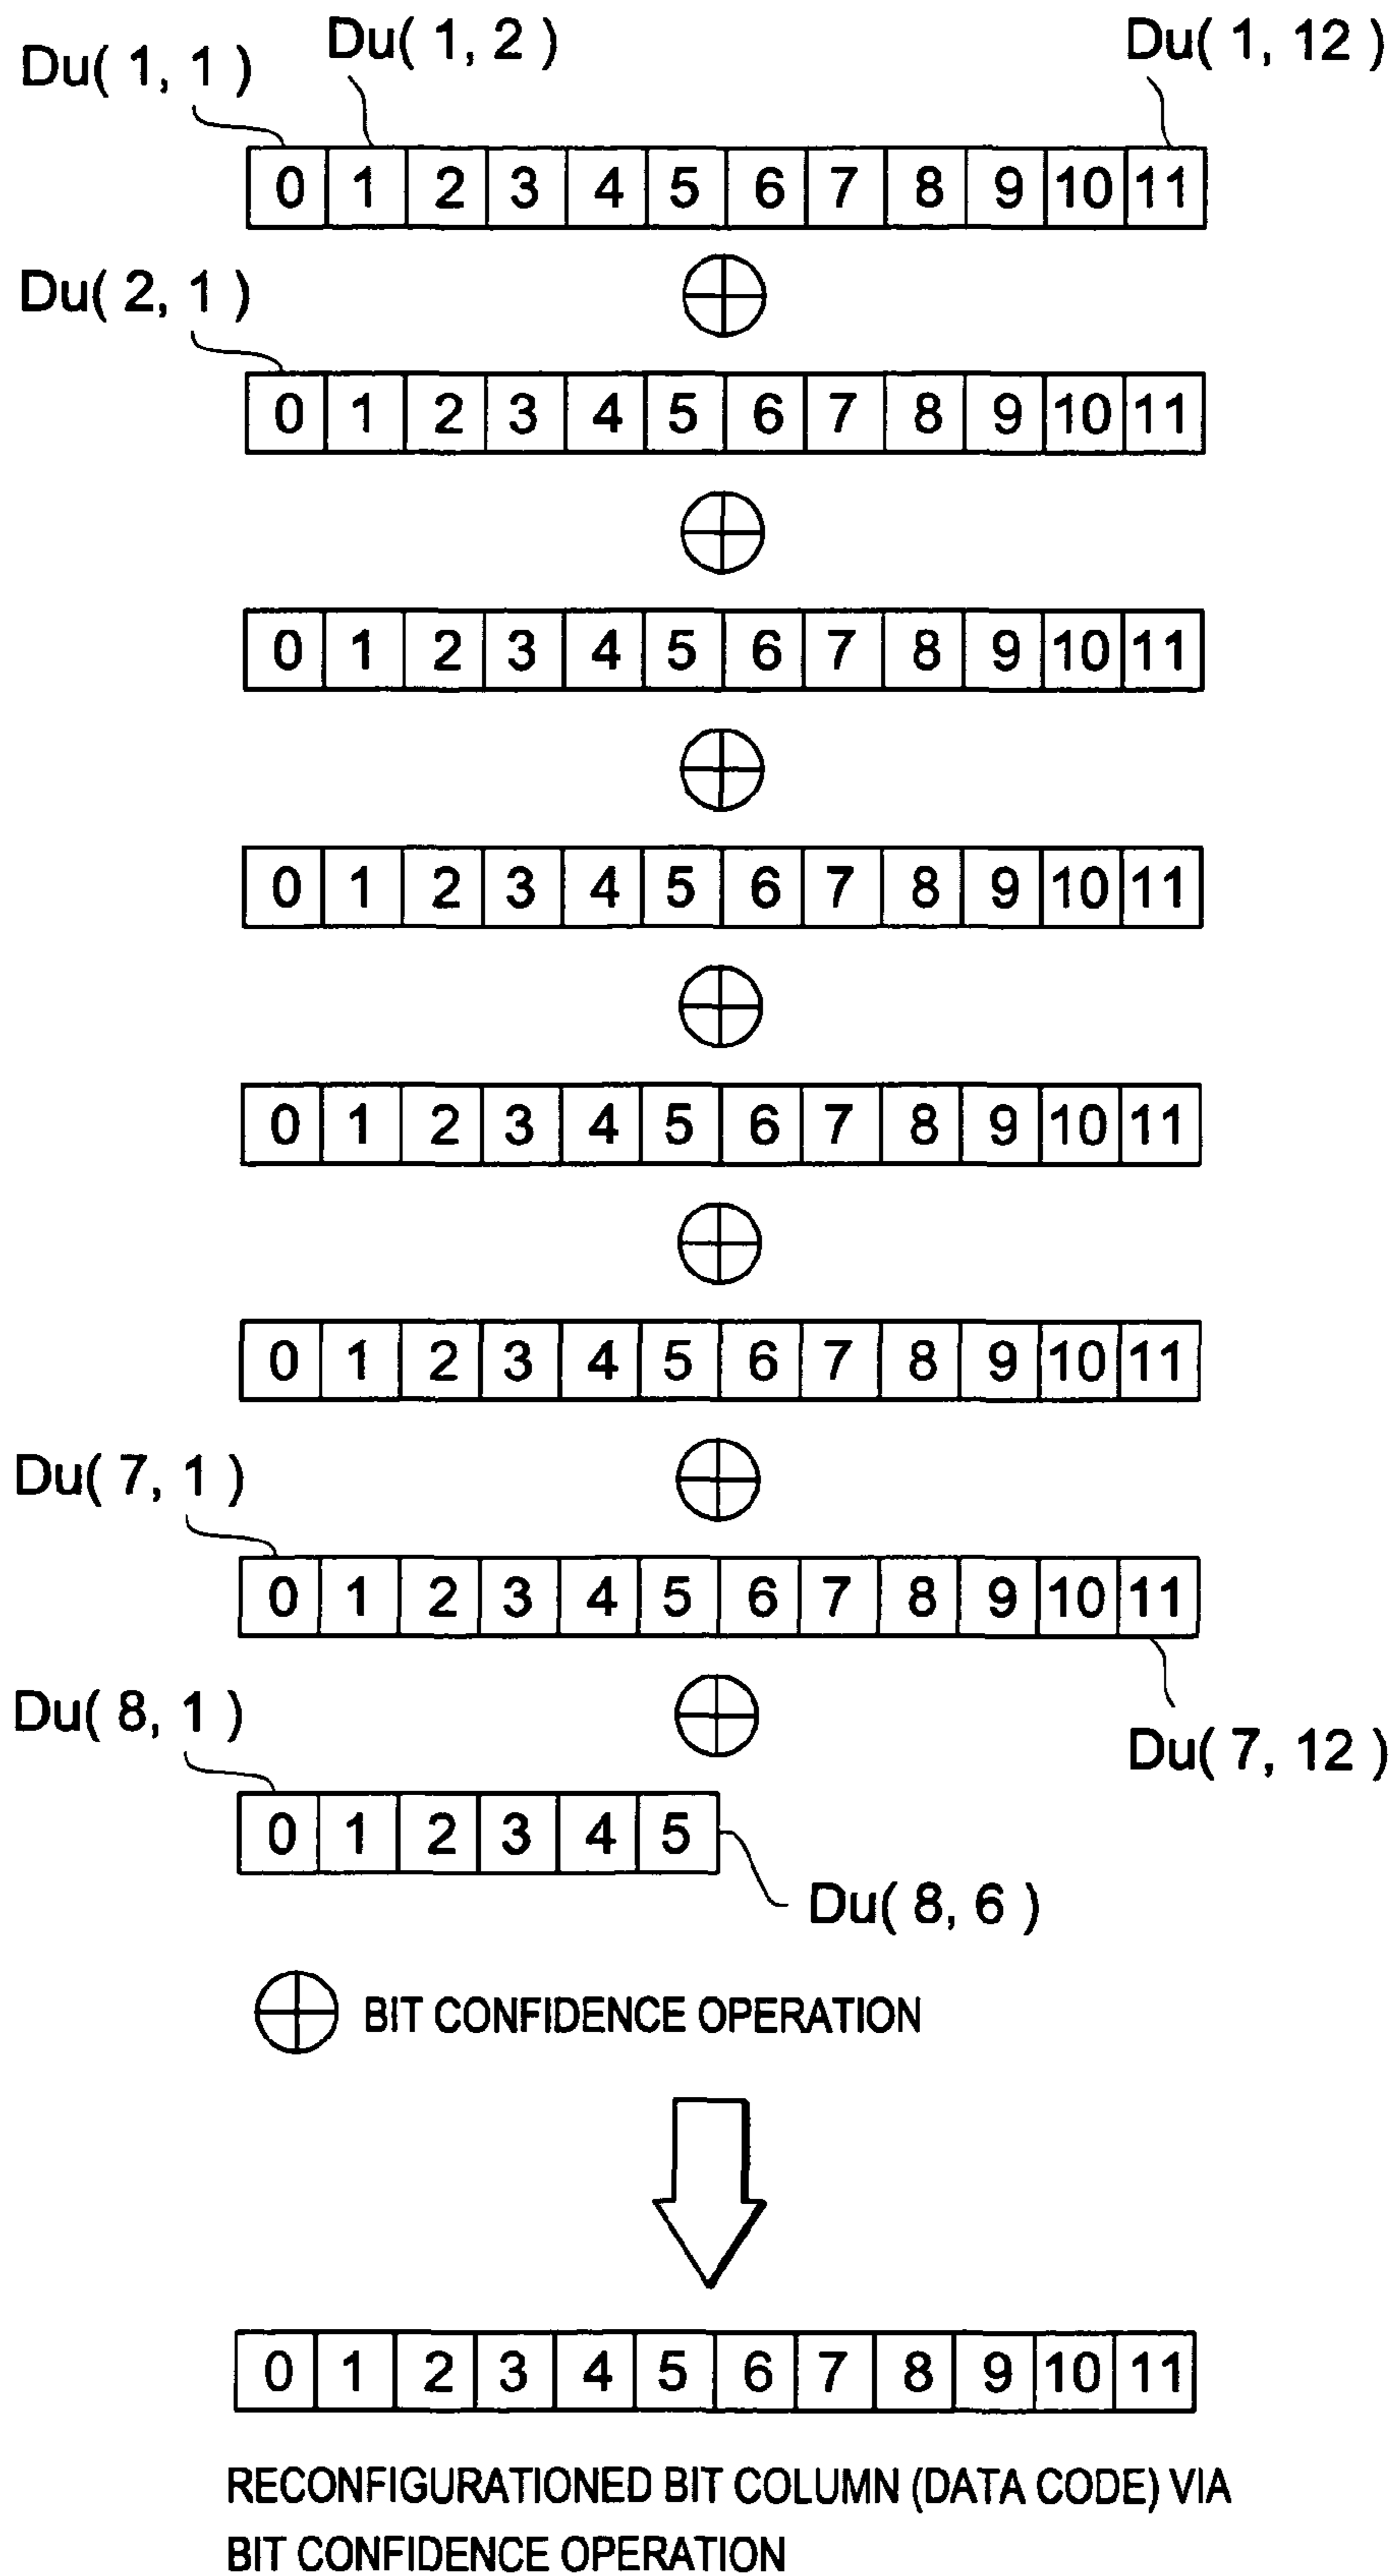 Du( 1, 1 ) Du( 1, 2 ) Du( 1, 12 )
0 1 2 3 4 5 6 7 8 9 10 11
Du( 2, 1 )
0 1 2 3 4 5 6 7 8 9 10 11
0 1 2 3 4 5 6 7 8 9 10 11
0 1 2 3 4 5 6 7 8 9 10 11
0 1 2 3 4 5 6 7 8 9 10 11
0 1 2 3 4 5 6 7 8 9 10 11
Du( 7, 1 )
0 1 2 3 4 5 6 7 8 9 10 11
Du( 8, 1 )
Du( 7, 12 )
0 1 2 3 4 5
Du( 8, 6 )
BIT CONFIDENCE OPERATION
0 1 2 3 4 5 6 7 8 9 10 11
RECONFIGURATIONED BIT COLUMN (DATA CODE) VIA
BIT CONFIDENCE OPERATION